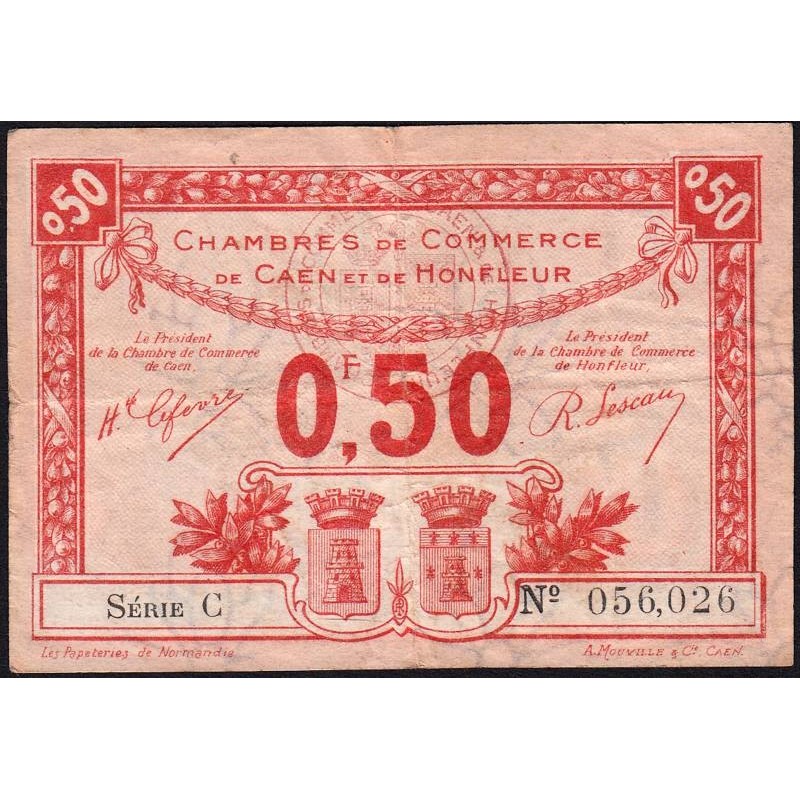 0.50
0.50
CHAMBRES DE COMMERCE
DE CAEN ET DE HONFLEUR
Le Président
de la Chambre de Commerce
de Caen,
Le Président
de la Chambre de Commerce
de Honfleur,
F
0,50
Hte Lefevre
R. Lescau
SÉRIE C
Nº 056,026
Les Papeteries de Normandie
A. MOUVILLE & Cie, CAEN.